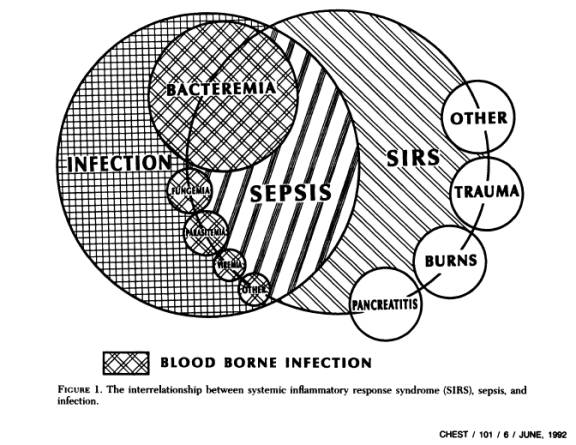 BACTEREMIA
OTHER
INFECTION
SIRS
FUNGEMIA
SEPSIS
TRAUMA
PARASITEMIA
VIREMIA
BURNS
OTHER
PANCREATITIS
BLOOD BORNE INFECTION
FIGURE 1. The interrelationship between systemic inflammatory response syndrome (SIRS), sepsis, and
infection.
CHEST / 101 / 6 / JUNE, 1992